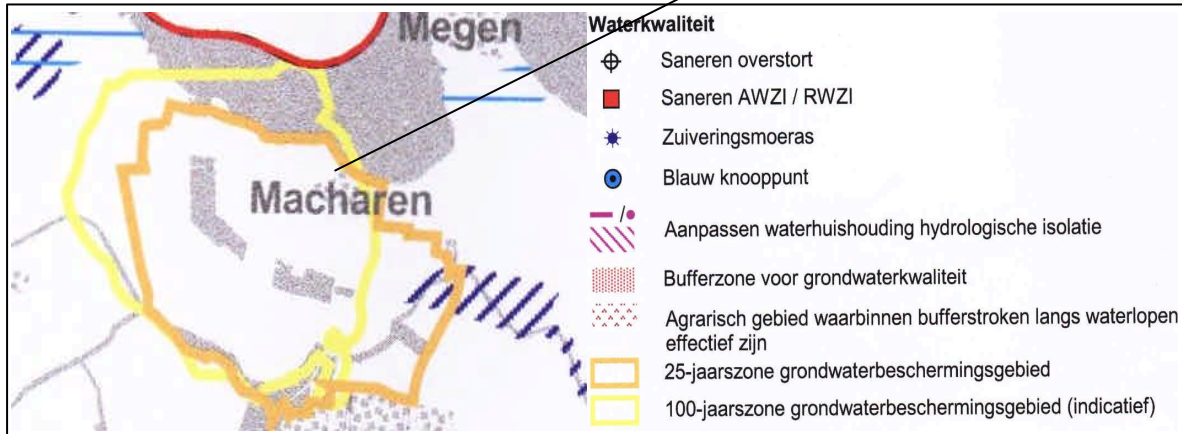 Megen
Macharen
Waterkwaliteit
Saneren overstort
Saneren AWZI / RWZI
Zuiveringsmoeras
Blauw knooppunt
Aanpassen waterhuishouding hydrologische isolatie
Bufferzone voor grondwaterkwaliteit
Agrarisch gebied waarbinnen bufferstroken langs waterlopen
effectief zijn
25-jaarszone grondwaterbeschermingsgebied
100-jaarszone grondwaterbeschermingsgebied (indicatief)